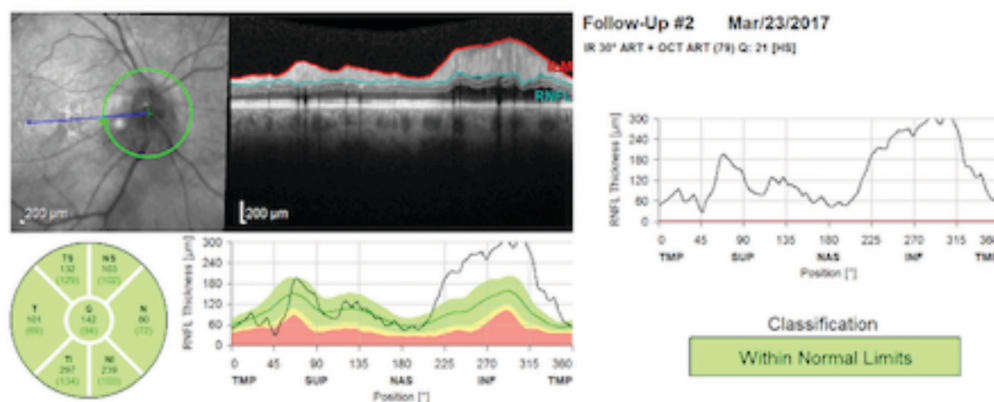 Follow-Up #2 Mar/23/2017
IR 30° ART + OCT ART (79) Q: 21 [HS]
ILM
RNFL
200 µm
200 µm
RNFL Thickness [µm]
300
240
180
120
60
0
0 45 90 135 180 225 270 315 360
TMP SUP NAS INF TMP
Position [°]
TS
132
(129)
NS
103
(102)
T
101
(69)
G
142
(94)
N
80
(72)
TI
297
(134)
NI
239
(103)
RNFL Thickness [µm]
300
240
180
120
60
0
0 45 90 135 180 225 270 315 360
TMP SUP NAS INF TMP
Position [°]
Classification
Within Normal Limits